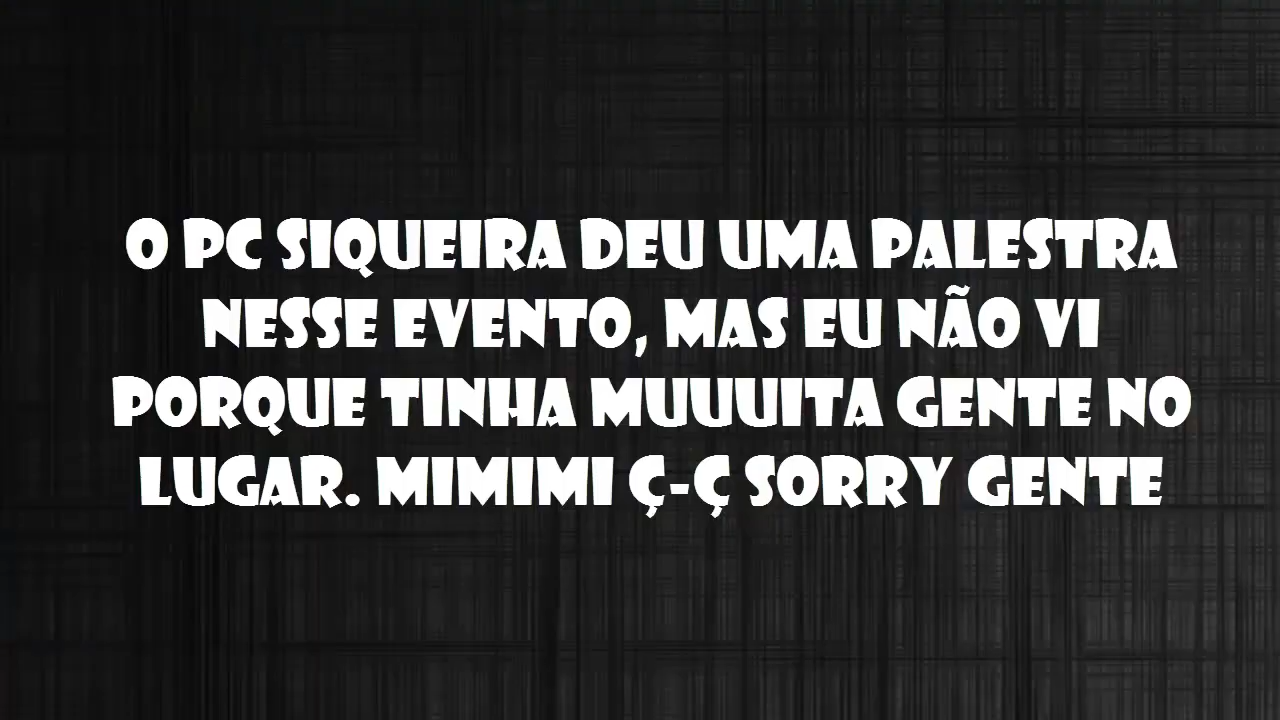 O PC SIQUEIRA DEU UMA PALESTRA
NESSE EVENTO, MAS EU NÃO VI
PORQUE TINHA MUUUITA GENTE NO
LUGAR. MIMIMI Ç-Ç SORRY GENTE